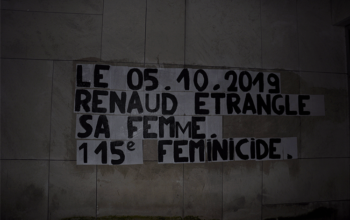 LE 05.10.2019
RENAUD ETRANGLE
SA FEMME.
115e FEMINICIDE.